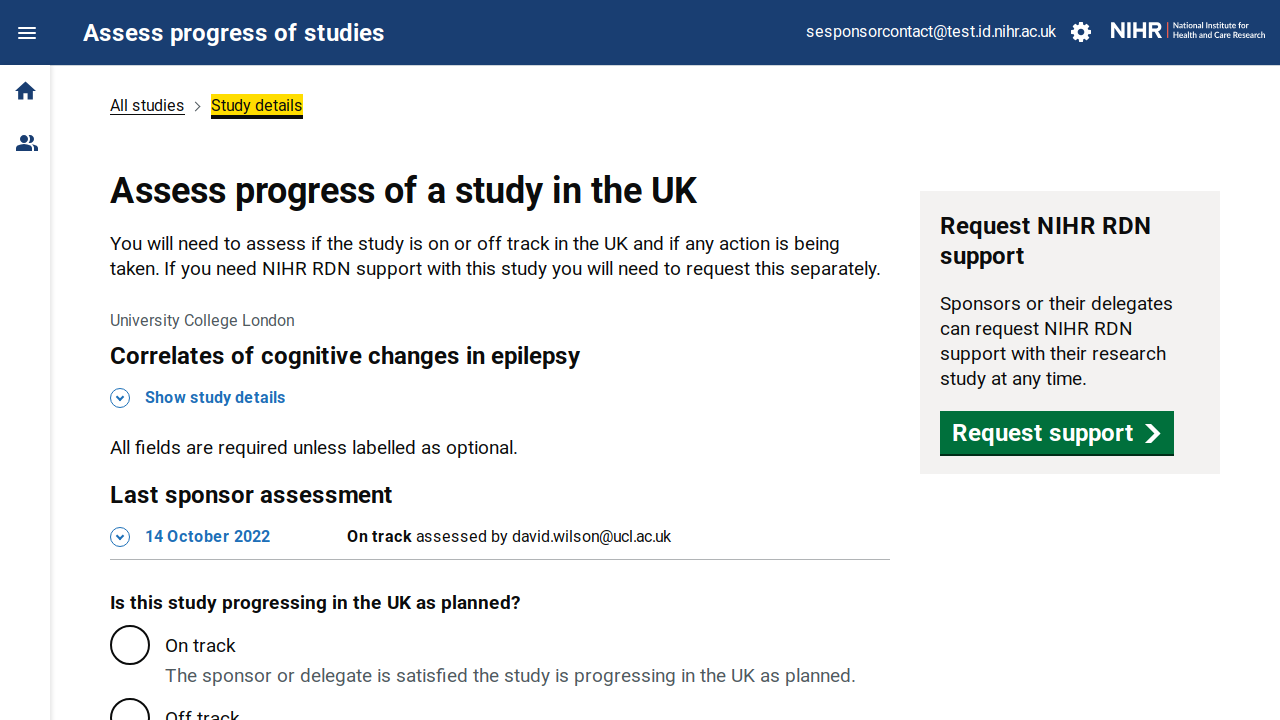 Assess progress of studies
sesponsorcontact@test.id.nihr.ac.uk
NIHR
National Institute for
Health and Care Research
All studies
Study details
Assess progress of a study in the UK
You will need to assess if the study is on or off track in the UK and if any action is being
taken. If you need NIHR RDN support with this study you will need to request this separately.
University College London
Correlates of cognitive changes in epilepsy
Show study details
All fields are required unless labelled as optional.
Last sponsor assessment
14 October 2022
On track assessed by david.wilson@ucl.ac.uk
Is this study progressing in the UK as planned?
On track
The sponsor or delegate is satisfied the study is progressing in the UK as planned.
Off track
Request NIHR RDN
support
Sponsors or their delegates
can request NIHR RDN
support with their research
study at any time.
Request support